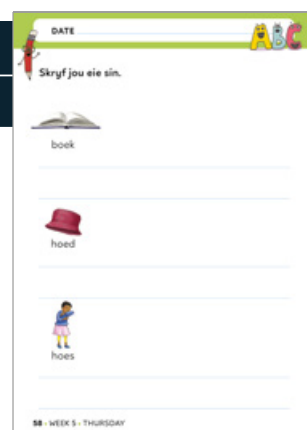 DATE
ABC
Skryf jou eie sin.
boek
hoed
hoes
58 • WEEK 5 • THURSDAY